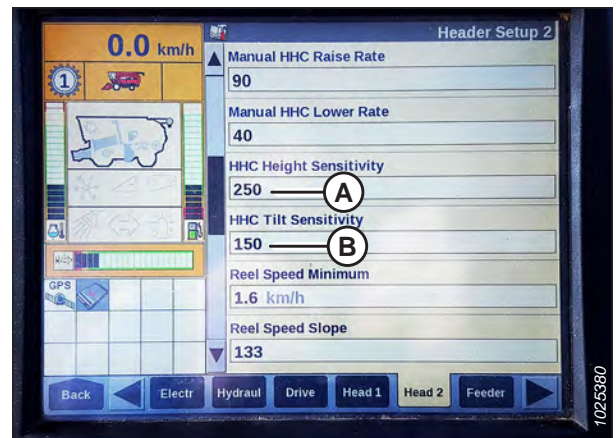 Header Setup 2
0.0 km/h
1
Manual HHC Raise Rate
90
Manual HHC Lower Rate
40
HHC Height Sensitivity
250
A
HHC Tilt Sensitivity
150
B
Reel Speed Minimum
1.6 km/h
GPS
Reel Speed Slope
133
Back
Electr
Hydraul
Drive
Head 1
Head 2
Feeder
1025380